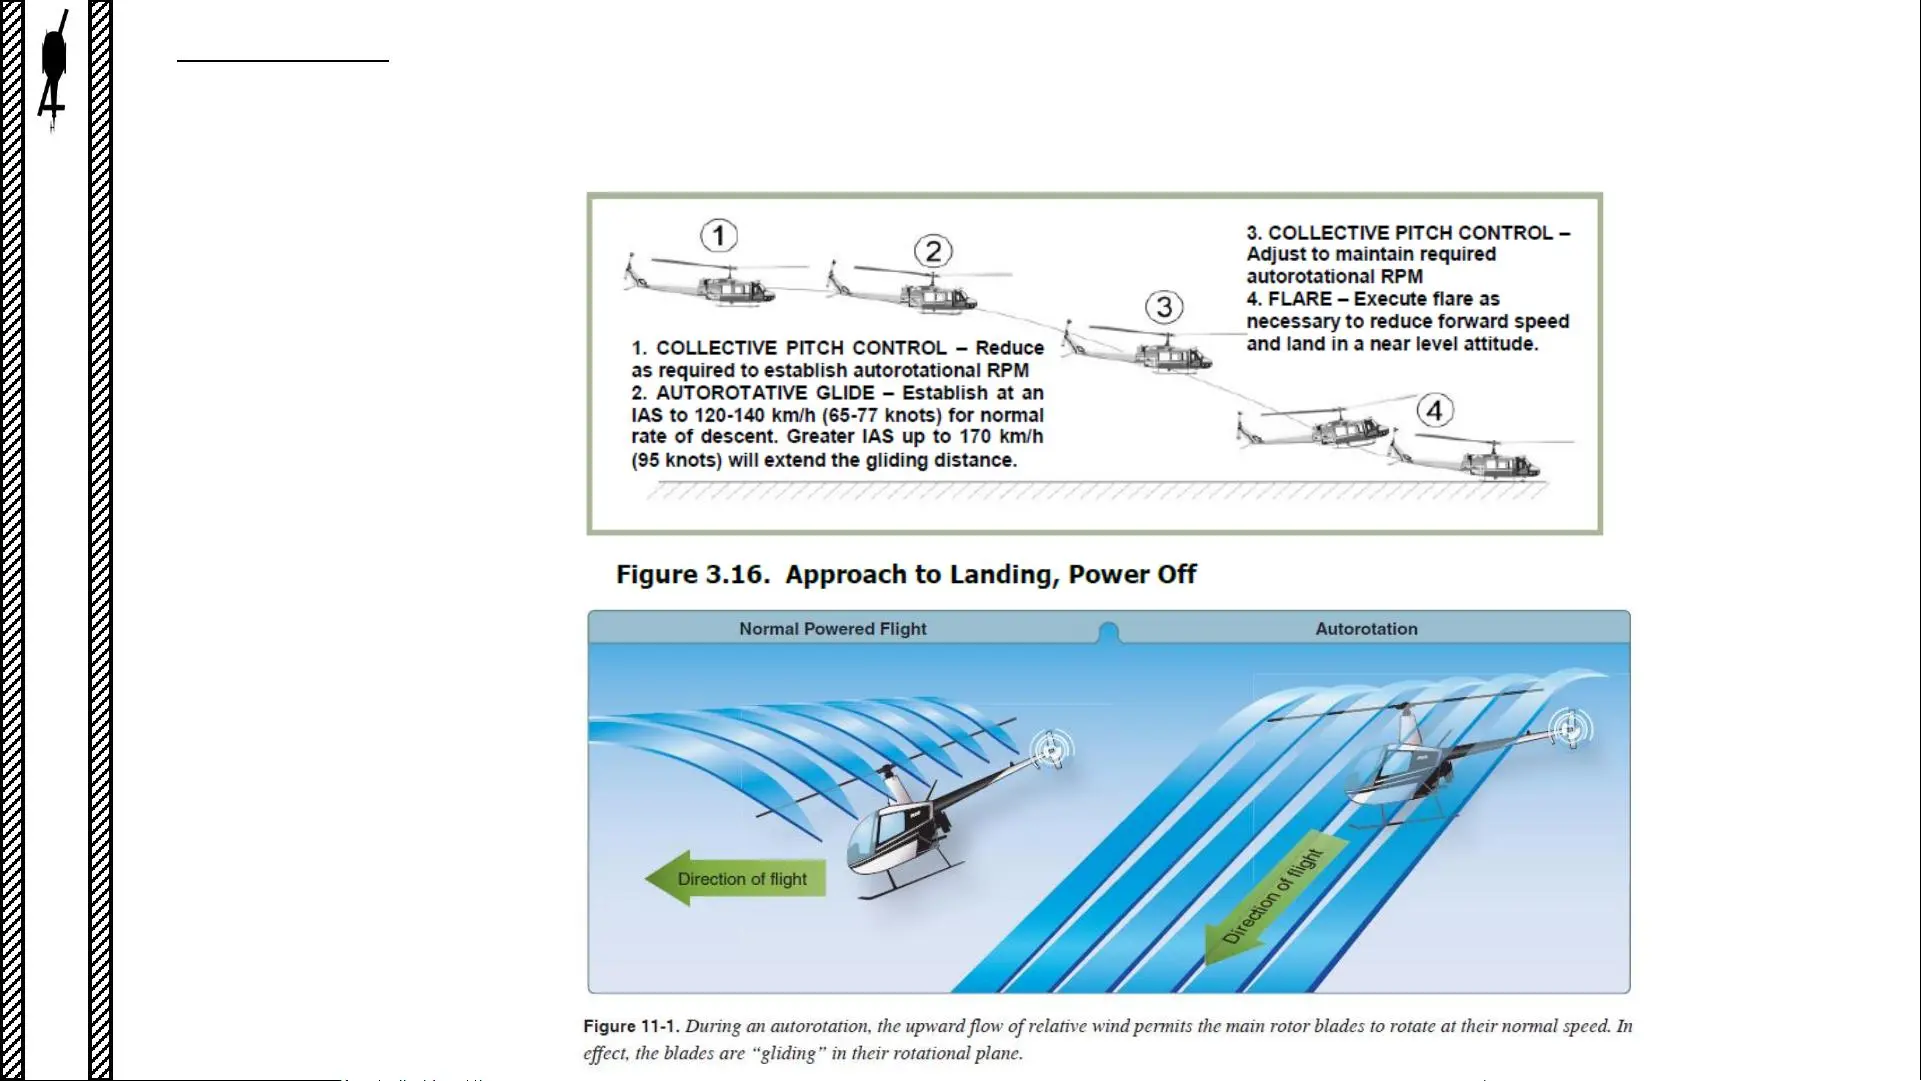 1
2
3. COLLECTIVE PITCH CONTROL –
Adjust to maintain required
autorotational RPM
4. FLARE – Execute flare as
necessary to reduce forward speed
and land in a near level attitude.
3
1. COLLECTIVE PITCH CONTROL – Reduce
as required to establish autorotational RPM
2. AUTOROTATIVE GLIDE – Establish at an
IAS to 120-140 km/h (65-77 knots) for normal
rate of descent. Greater IAS up to 170 km/h
(95 knots) will extend the gliding distance.
4
Figure 3.16. Approach to Landing, Power Off
Normal Powered Flight
Autorotation
Direction of flight
Direction of flight
Figure 11-1. During an autorotation, the upward flow of relative wind permits the main rotor blades to rotate at their normal speed. In
effect, the blades are “gliding” in their rotational plane.